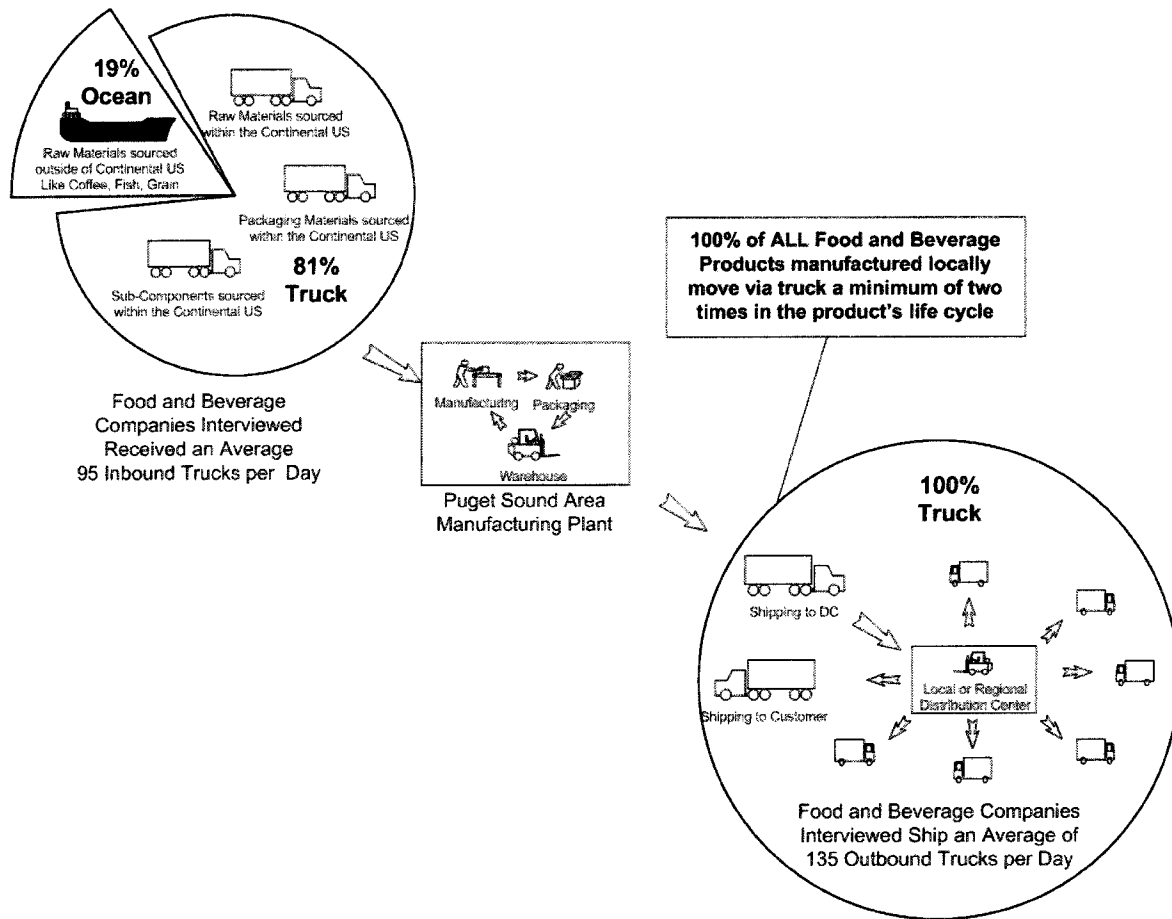 19%
Ocean
Raw Materials sourced
outside of Continental US
Like Coffee, Fish, Grain
Raw Materials sourced
within the Continental US
Packaging Materials sourced
within the Continental US
81%
Truck
Sub-Components sourced
within the Continental US
Food and Beverage
Companies Interviewed
Received an Average
95 Inbound Trucks per Day
Manufacturing
Packaging
Warehouse
Puget Sound Area
Manufacturing Plant
100% of ALL Food and Beverage
Products manufactured locally
move via truck a minimum of two
times in the product's life cycle
100%
Truck
Shipping to DC
Local or Regional
Distribution Center
Shipping to Customer
Food and Beverage Companies
Interviewed Ship an Average of
135 Outbound Trucks per Day